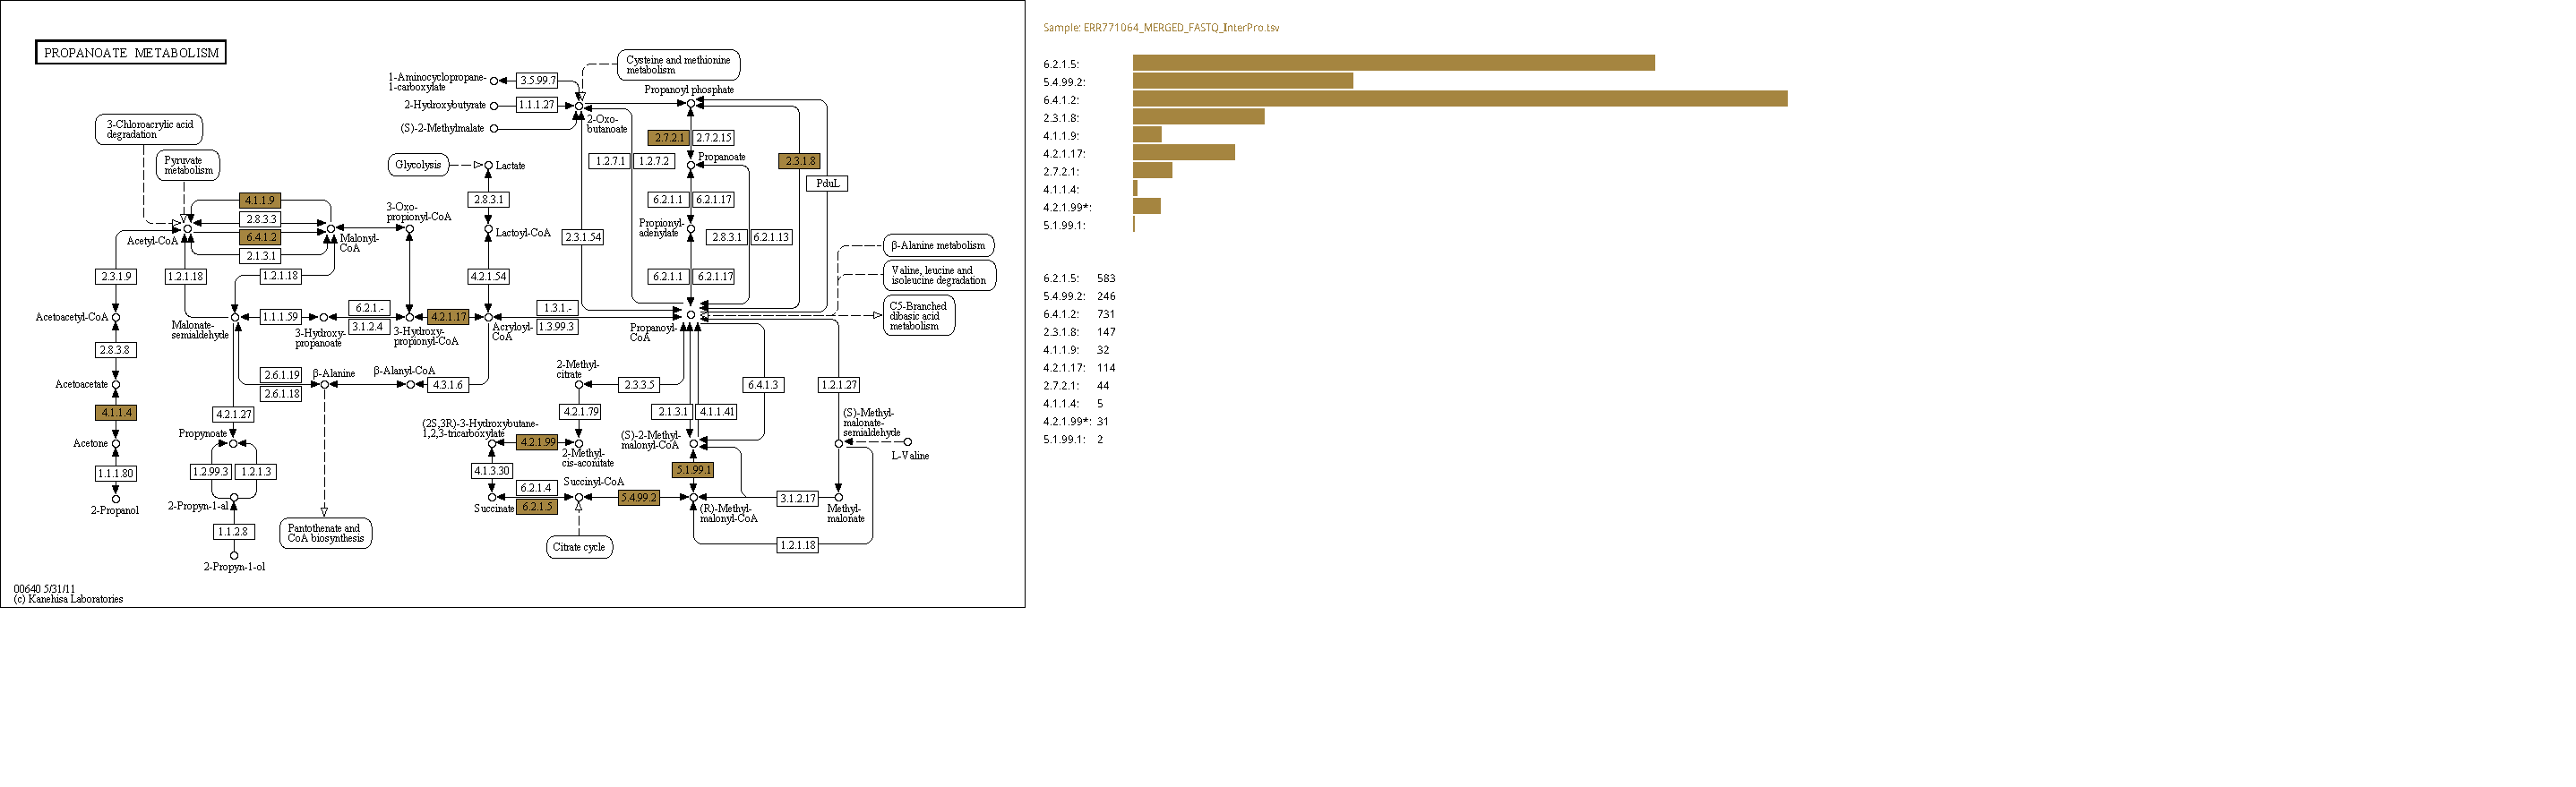 PROPANOATE METABOLISM
Cysteine and methionine
metabolism
1-Aminocyclopropane-
1-carboxylate
3.5.99.7
Propanoyl phosphate
2-Hydroxybutyrate
1.1.1.27
2-Oxo-
butanoate
(S)-2-Methylmalate
3-Chloroacrylic acid
degradation
2.7.2.1
2.7.2.15
Pyruvate
metabolism
Glycolysis
Lactate
1.2.7.1
1.2.7.2
Propanoate
2.3.1.8
PduL
4.1.1.9
2.8.3.3
6.4.1.2
2.1.3.1
2.8.3.1
6.2.1.1
6.2.1.17
3-Oxo-
propionyl-CoA
Acetyl-CoA
Malonyl-
CoA
Lactoyl-CoA
2.3.1.54
Propionyl-
adenylate
2.8.3.1
6.2.1.13
β-Alanine metabolism
2.3.1.9
1.2.1.18
1.2.1.18
4.2.1.54
6.2.1.1
6.2.1.17
Valine, leucine and
isoleucine degradation
Acetoacetyl-CoA
Malonate-
semialdehyde
1.1.1.59
3-Hydroxy-
propanoate
6.2.1.-
3.1.2.4
3-Hydroxy-
propionyl-CoA
4.2.1.17
Acryloyl-
CoA
1.3.1.-
1.3.99.3
Propanoyl-
CoA
C5-Branched
dibasic acid
metabolism
2.8.3.8
Acetoacetate
2.6.1.19
2.6.1.18
β-Alanine
β-Alanyl-CoA
4.3.1.6
2-Methyl-
citrate
2.3.3.5
6.4.1.3
1.2.1.27
4.1.1.4
4.2.1.27
4.2.1.79
2.1.3.1
4.1.1.41
(S)-Methyl-
malonate-
semialdehyde
Acetone
Propynoate
(2S,3R)-3-Hydroxybutane-
1,2,3-tricarboxylate
4.2.1.99
2-Methyl-
cis-aconitate
(S)-2-Methyl-
malonyl-CoA
L-Valine
1.1.1.80
1.2.99.3
1.2.1.3
4.1.3.30
5.1.99.1
2-Propanol
2-Propyn-1-al
Succinate
6.2.1.4
6.2.1.5
Succinyl-CoA
5.4.99.2
(R)-Methyl-
malonyl-CoA
3.1.2.17
Methyl-
malonate
1.1.2.8
Pantothenate and
CoA biosynthesis
Citrate cycle
1.2.1.18
2-Propyn-1-ol
00640 5/31/11
(c) Kanehisa Laboratories
Sample: ERR771064_MERGED_FASTQ_InterPro.tsv
6.2.1.5:
5.4.99.2:
6.4.1.2:
2.3.1.8:
4.1.1.9:
4.2.1.17:
2.7.2.1:
4.1.1.4:
4.2.1.99*:
5.1.99.1:
6.2.1.5: 583
5.4.99.2: 246
6.4.1.2: 731
2.3.1.8: 147
4.1.1.9: 32
4.2.1.17: 114
2.7.2.1: 44
4.1.1.4: 5
4.2.1.99*: 31
5.1.99.1: 2